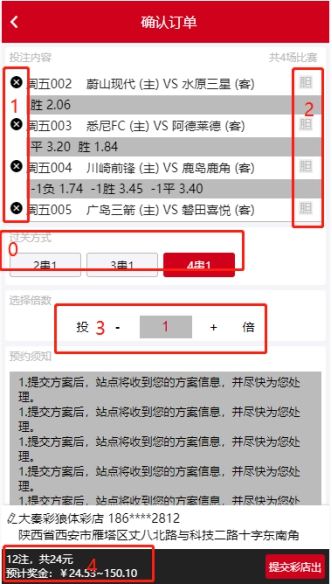 确认订单
投注内容 共4场比赛
周五002 蔚山现代 (主) VS 水原三星 (客) 胆
胜 2.06
1 2
周五003 悉尼FC (主) VS 阿德莱德 (客) 胆
平 3.20 胜 1.84
周五004 川崎前锋 (主) VS 鹿岛鹿角 (客) 胆
-1负 1.74 -1胜 3.45 -1平 3.40
周五005 广岛三箭 (主) VS 磐田喜悦 (客) 胆
过关方式
0
2串1 3串1 4串1
选择倍数
投 3 - 1 + 倍
预约须知
1.提交方案后，站点将收到您的方案信息，并尽快为您处
理。
1.提交方案后，站点将收到您的方案信息，并尽快为您处
理。
1.提交方案后，站点将收到您的方案信息，并尽快为您处
理。
1.提交方案后，站点将收到您的方案信息，并尽快为您处
理。
1.提交方案后，站点将收到您的方案信息，并尽快为您处
大秦彩狼体彩店 186****2812
陕西省西安市雁塔区丈八北路与科技二路十字东南角
12注，共24元 4
预计奖金：￥24.53~150.10 提交彩店出